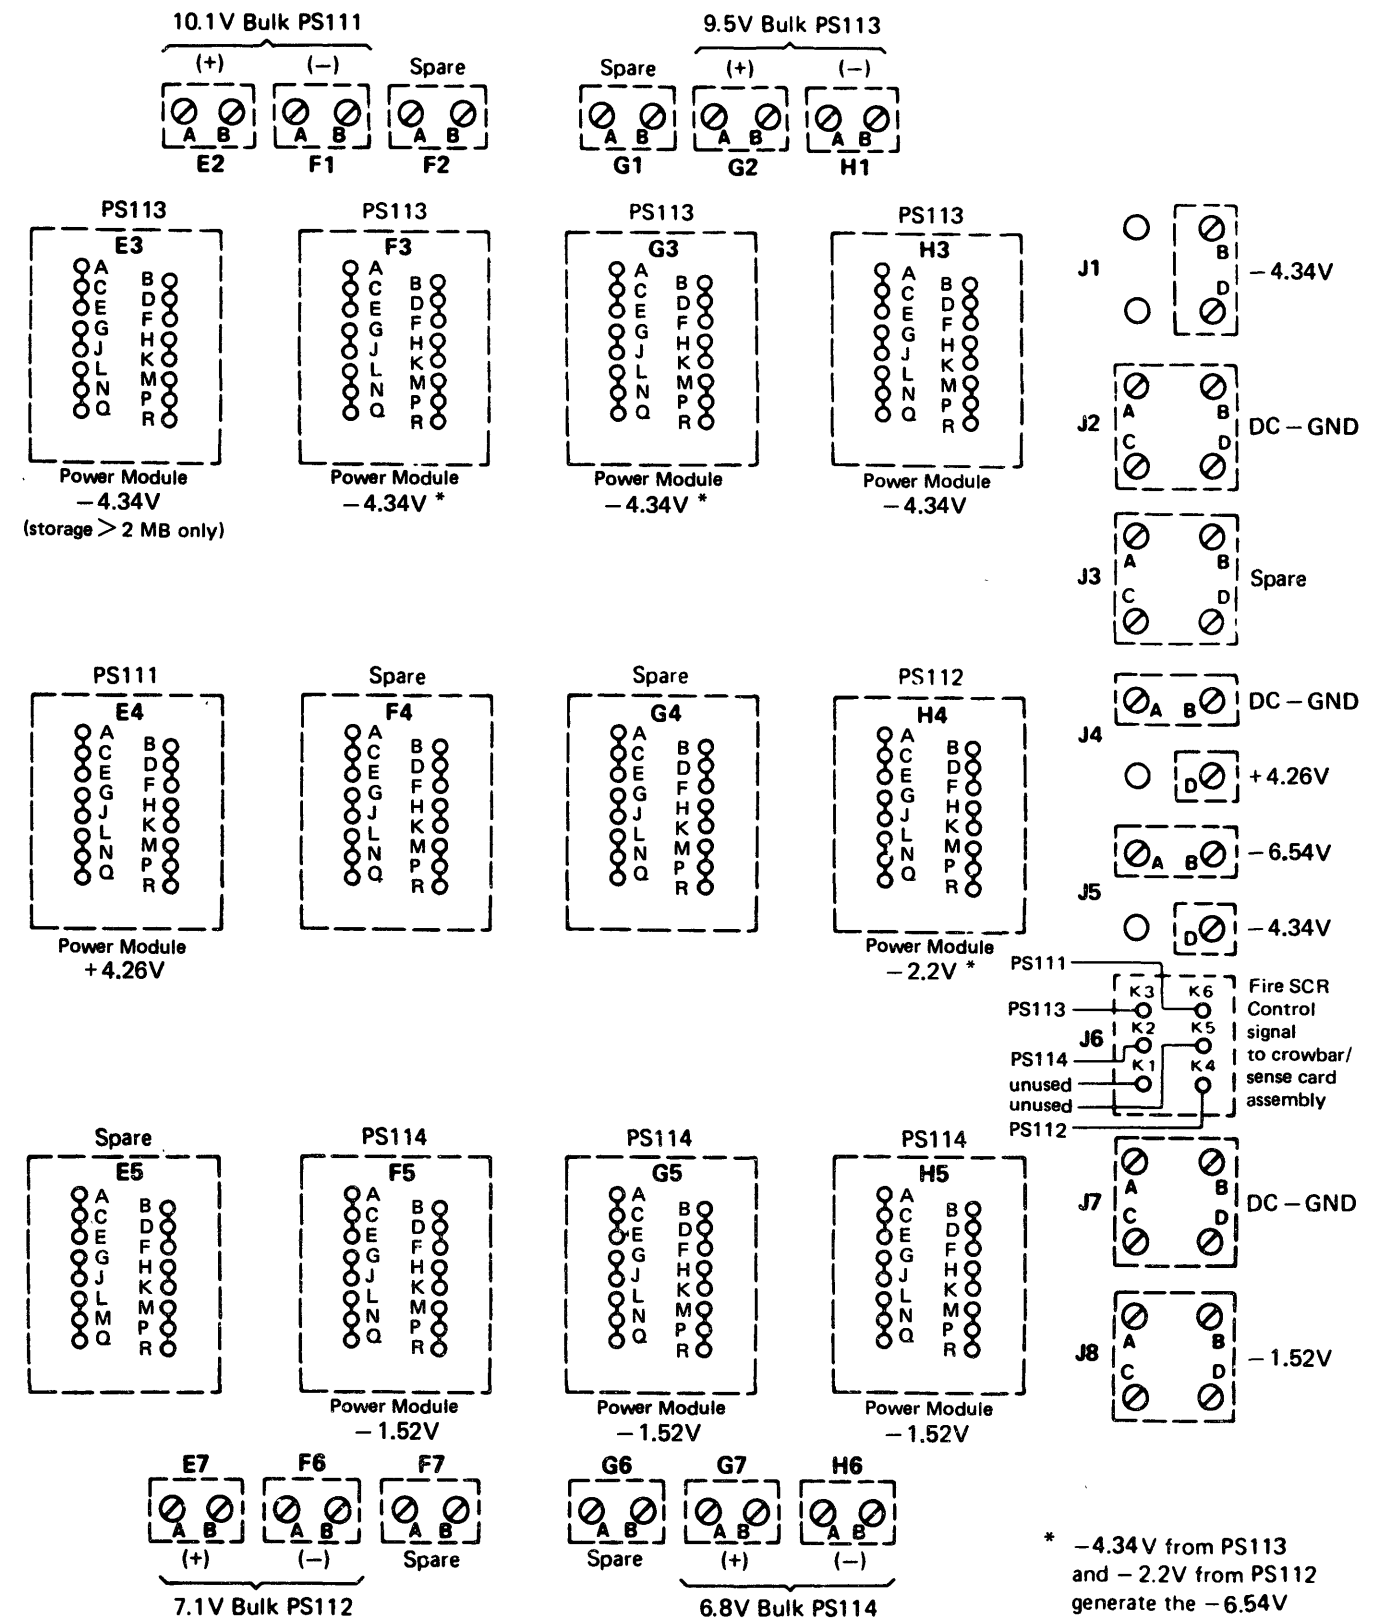 10.1V Bulk PS111
9.5V Bulk PS113
(+) (−) Spare
Spare (+) (−)
A B A B A B
A B A B A B
E2 F1 F2
G1 G2 H1
PS113
E3
A
B
C
D
E
F
G
H
J
K
L
M
N
P
Q
R
Power Module
−4.34V
(storage > 2 MB only)
PS113
F3
A
B
C
D
E
F
G
H
J
K
L
M
N
P
Q
R
Power Module
−4.34V *
PS113
G3
A
B
C
D
E
F
G
H
J
K
L
M
N
P
Q
R
Power Module
−4.34V *
PS113
H3
A
B
C
D
E
F
G
H
J
K
L
M
N
P
Q
R
Power Module
−4.34V
J1
B
D
−4.34V
J2
A B
C D
DC−GND
J3
A B
C D
Spare
PS111
E4
A
B
C
D
E
F
G
H
J
K
L
M
N
P
Q
R
Power Module
+4.26V
Spare
F4
A
B
C
D
E
F
G
H
J
K
L
M
N
P
Q
R
Spare
G4
A
B
C
D
E
F
G
H
J
K
L
M
N
P
Q
R
PS112
H4
A
B
C
D
E
F
G
H
J
K
L
M
N
P
Q
R
Power Module
−2.2V *
J4
A B DC−GND
D +4.26V
J5
A B −6.54V
D −4.34V
PS111
PS113
J6
PS114
unused
unused
PS112
K3 K6
K2 K5
K1 K4
Fire SCR
Control
signal
to crowbar/
sense card
assembly
Spare
E5
A
B
C
D
E
F
G
H
J
K
L
M
M
P
Q
R
PS114
F5
A
B
C
D
E
F
G
H
J
K
L
M
N
P
Q
R
Power Module
−1.52V
PS114
G5
A
B
C
D
E
F
G
H
J
K
L
M
N
P
Q
R
Power Module
−1.52V
PS114
H5
A
B
C
D
E
F
G
H
J
K
L
M
N
P
Q
R
Power Module
−1.52V
J7
A B
C D
DC−GND
J8
A B
C D
−1.52V
E7 F6 F7
G6 G7 H6
A B A B A B
A B A B A B
(+) (−) Spare
Spare (+) (−)
7.1V Bulk PS112
6.8V Bulk PS114
* −4.34V from PS113
and −2.2V from PS112
generate the −6.54V